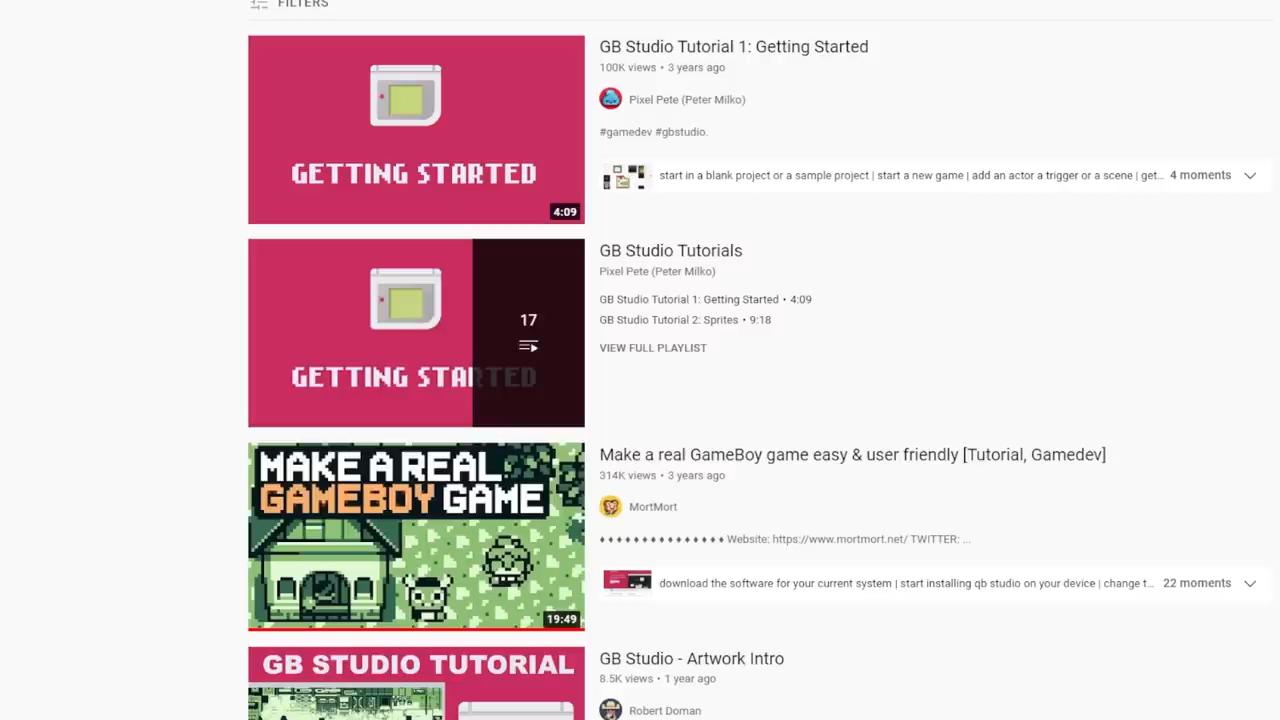 FILTERS
GETTING STARTED
4:09
GB Studio Tutorial 1: Getting Started
100K views • 3 years ago
Pixel Pete (Peter Milko)
#gamedev #gbstudio.
start in a blank project or a sample project | start a new game | add an actor a trigger or a scene | get...
4 moments
GETTING STARTED
17
GB Studio Tutorials
Pixel Pete (Peter Milko)
GB Studio Tutorial 1: Getting Started • 4:09
GB Studio Tutorial 2: Sprites • 9:18
VIEW FULL PLAYLIST
MAKE A REAL
GAMEBOY GAME
19:49
Make a real GameBoy game easy & user friendly [Tutorial, Gamedev]
314K views • 3 years ago
MortMort
♦ ♦ ♦ ♦ ♦ ♦ ♦ ♦ ♦ ♦ ♦ ♦ ♦ ♦ ♦ Website: https://www.mortmort.net/ TWITTER: ...
download the software for your current system | start installing qb studio on your device | change t...
22 moments
GB STUDIO TUTORIAL
GB Studio - Artwork Intro
8.5K views • 1 year ago
Robert Doman